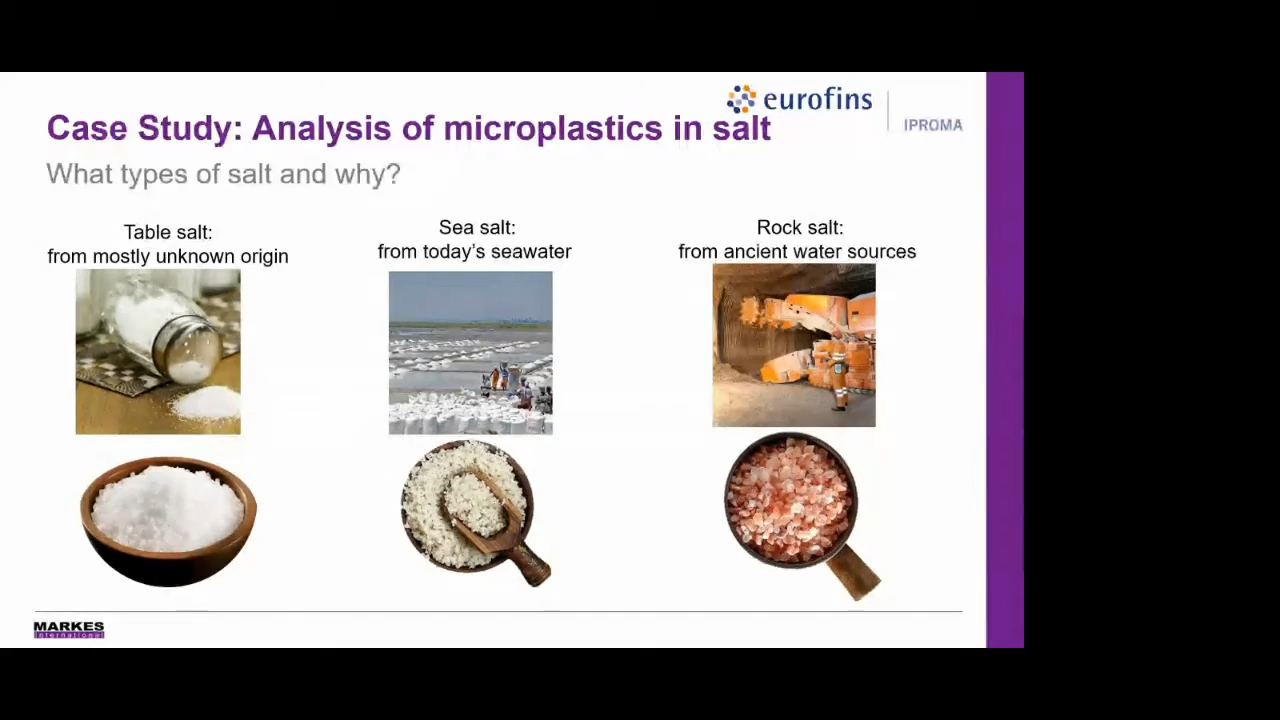 eurofins
IPROMA
Case Study: Analysis of microplastics in salt
What types of salt and why?
Table salt:
from mostly unknown origin
Sea salt:
from today's seawater
Rock salt:
from ancient water sources
MARKES
international